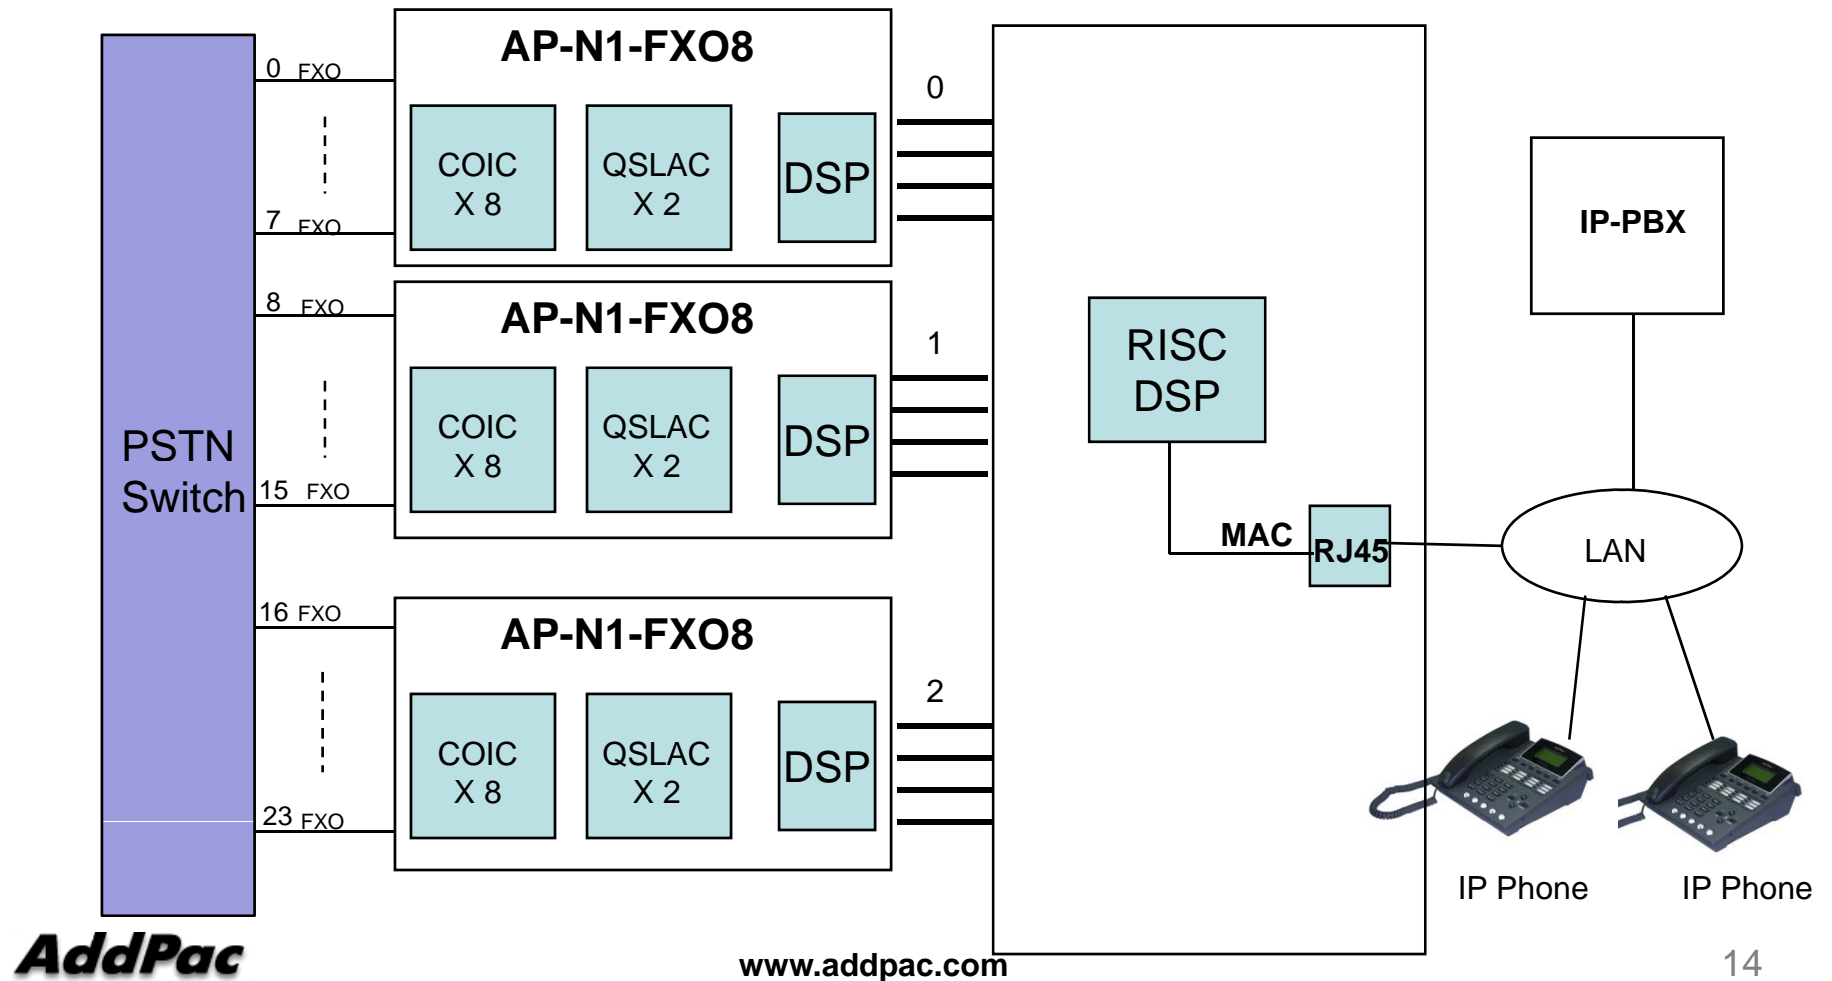 AP-N1-FXO8
0 FXO
7 FXO
COIC
X 8
QSLAC
X 2
DSP
0
8 FXO
15 FXO
AP-N1-FXO8
COIC
X 8
QSLAC
X 2
DSP
1
PSTN
Switch
16 FXO
23 FXO
AP-N1-FXO8
COIC
X 8
QSLAC
X 2
DSP
2
RISC
DSP
MAC
RJ45
IP-PBX
LAN
IP Phone
IP Phone
AddPac
www.addpac.com
14